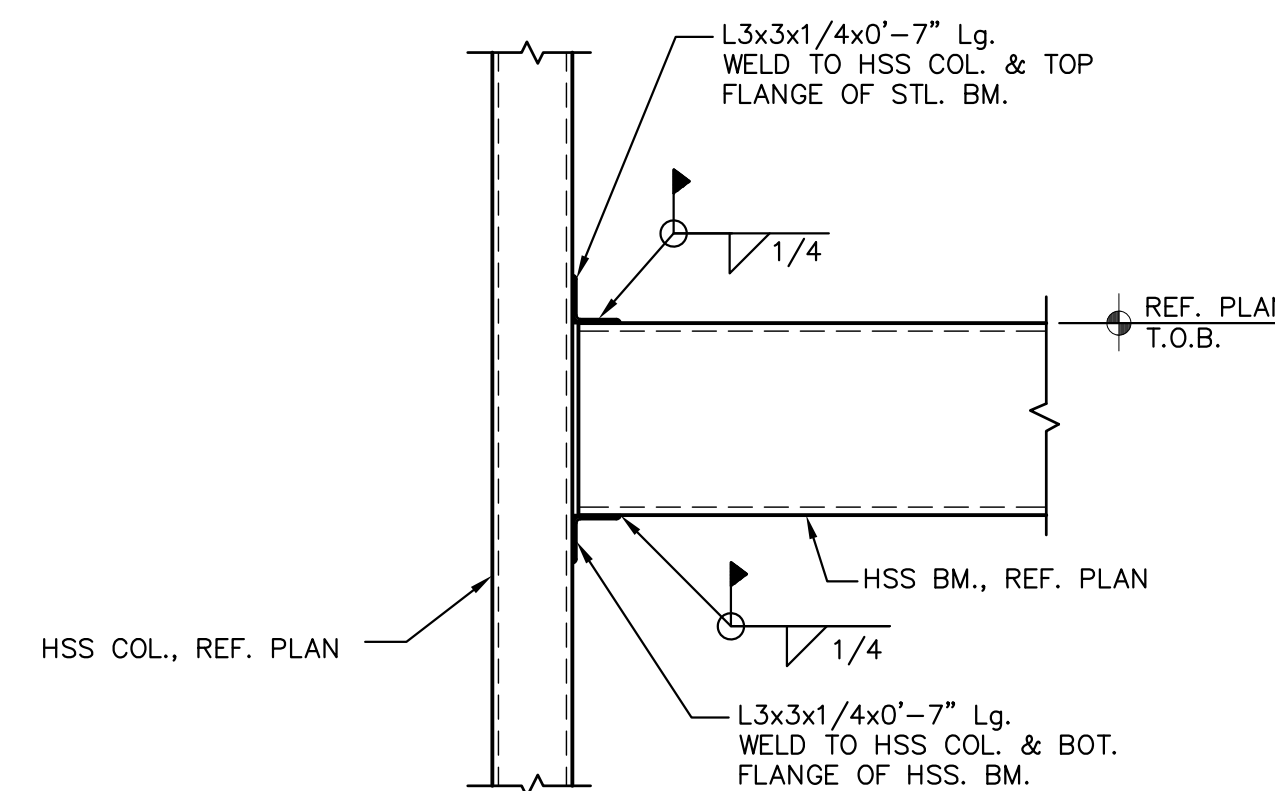 L3x3x1/4x0'-7" Lg.
WELD TO HSS COL. & TOP
FLANGE OF STL. BM.
1/4
REF. PLAN
T.O.B.
HSS BM., REF. PLAN
HSS COL., REF. PLAN
1/4
L3x3x1/4x0'-7" Lg.
WELD TO HSS COL. & BOT.
FLANGE OF HSS. BM.